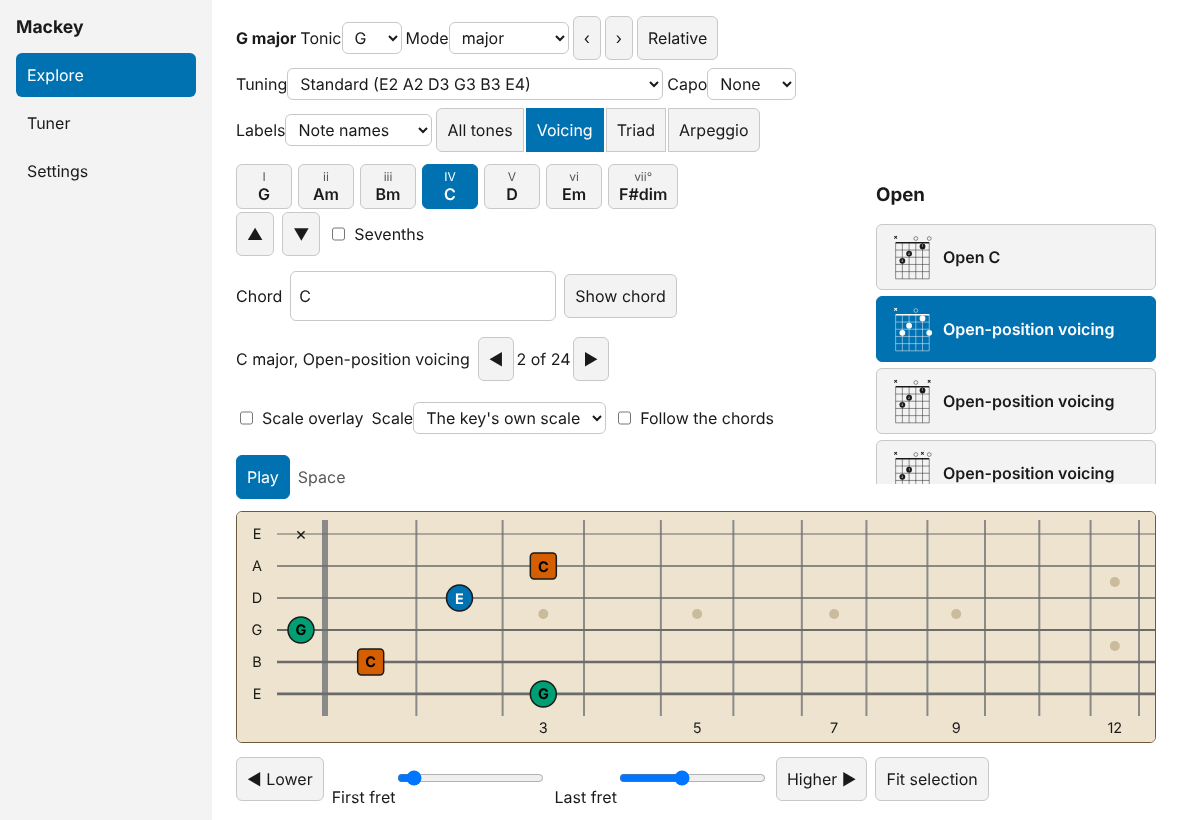 Mackey
Explore
Tuner
Settings
G major Tonic G Mode major ‹ › Relative
Tuning Standard (E2 A2 D3 G3 B3 E4) Capo None
Labels Note names All tones Voicing Triad Arpeggio
I ii iii IV V vi vii°
G Am Bm C D Em F#dim
▲ ▼ Sevenths
Chord C Show chord
C major, Open-position voicing ◀ 2 of 24 ▶
Scale overlay Scale The key's own scale Follow the chords
Play Space
Open
Open C
Open-position voicing
Open-position voicing
Open-position voicing
E ×
A C
D E
G G
B C
E G
3 5 7 9 12
◀ Lower First fret Last fret Higher ▶ Fit selection